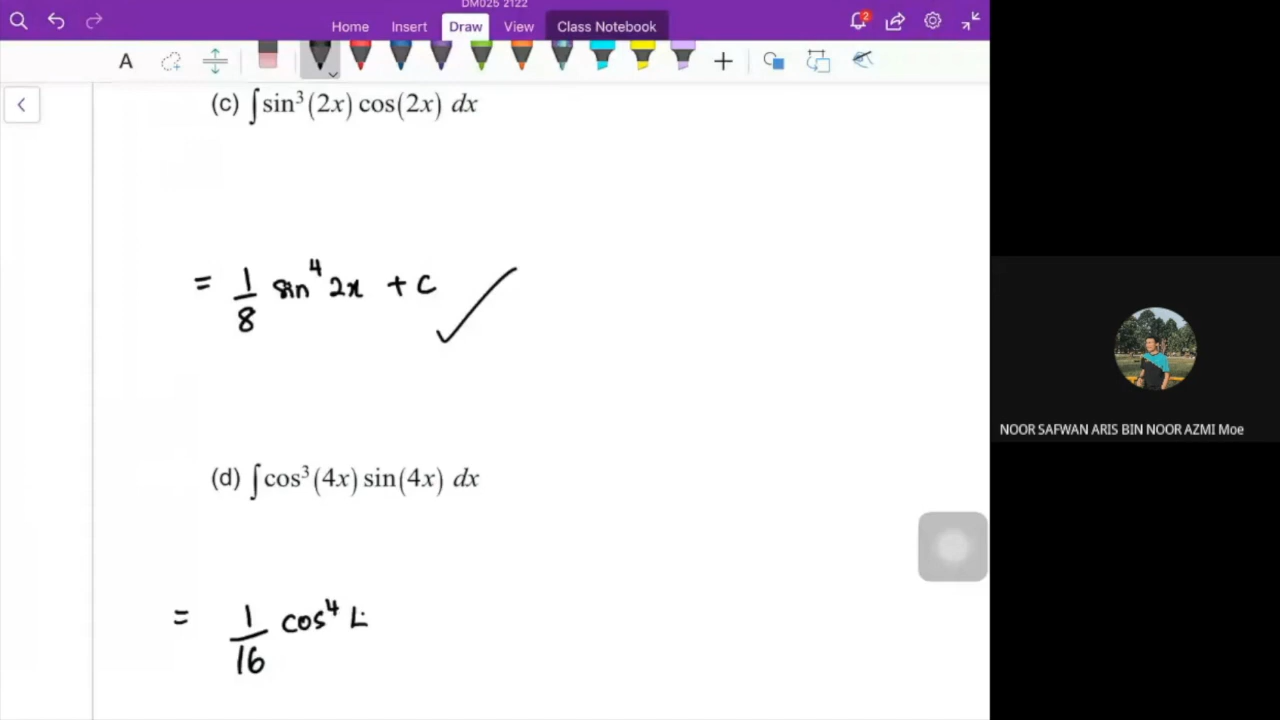 DM025 2122
Home Insert Draw View Class Notebook
2
A
(c) ∫sin³(2x)cos(2x) dx
= 1/8 sin⁴ 2x + c
NOOR SAFWAN ARIS BIN NOOR AZMI Moe
(d) ∫cos³(4x)sin(4x) dx
= 1/16 cos⁴